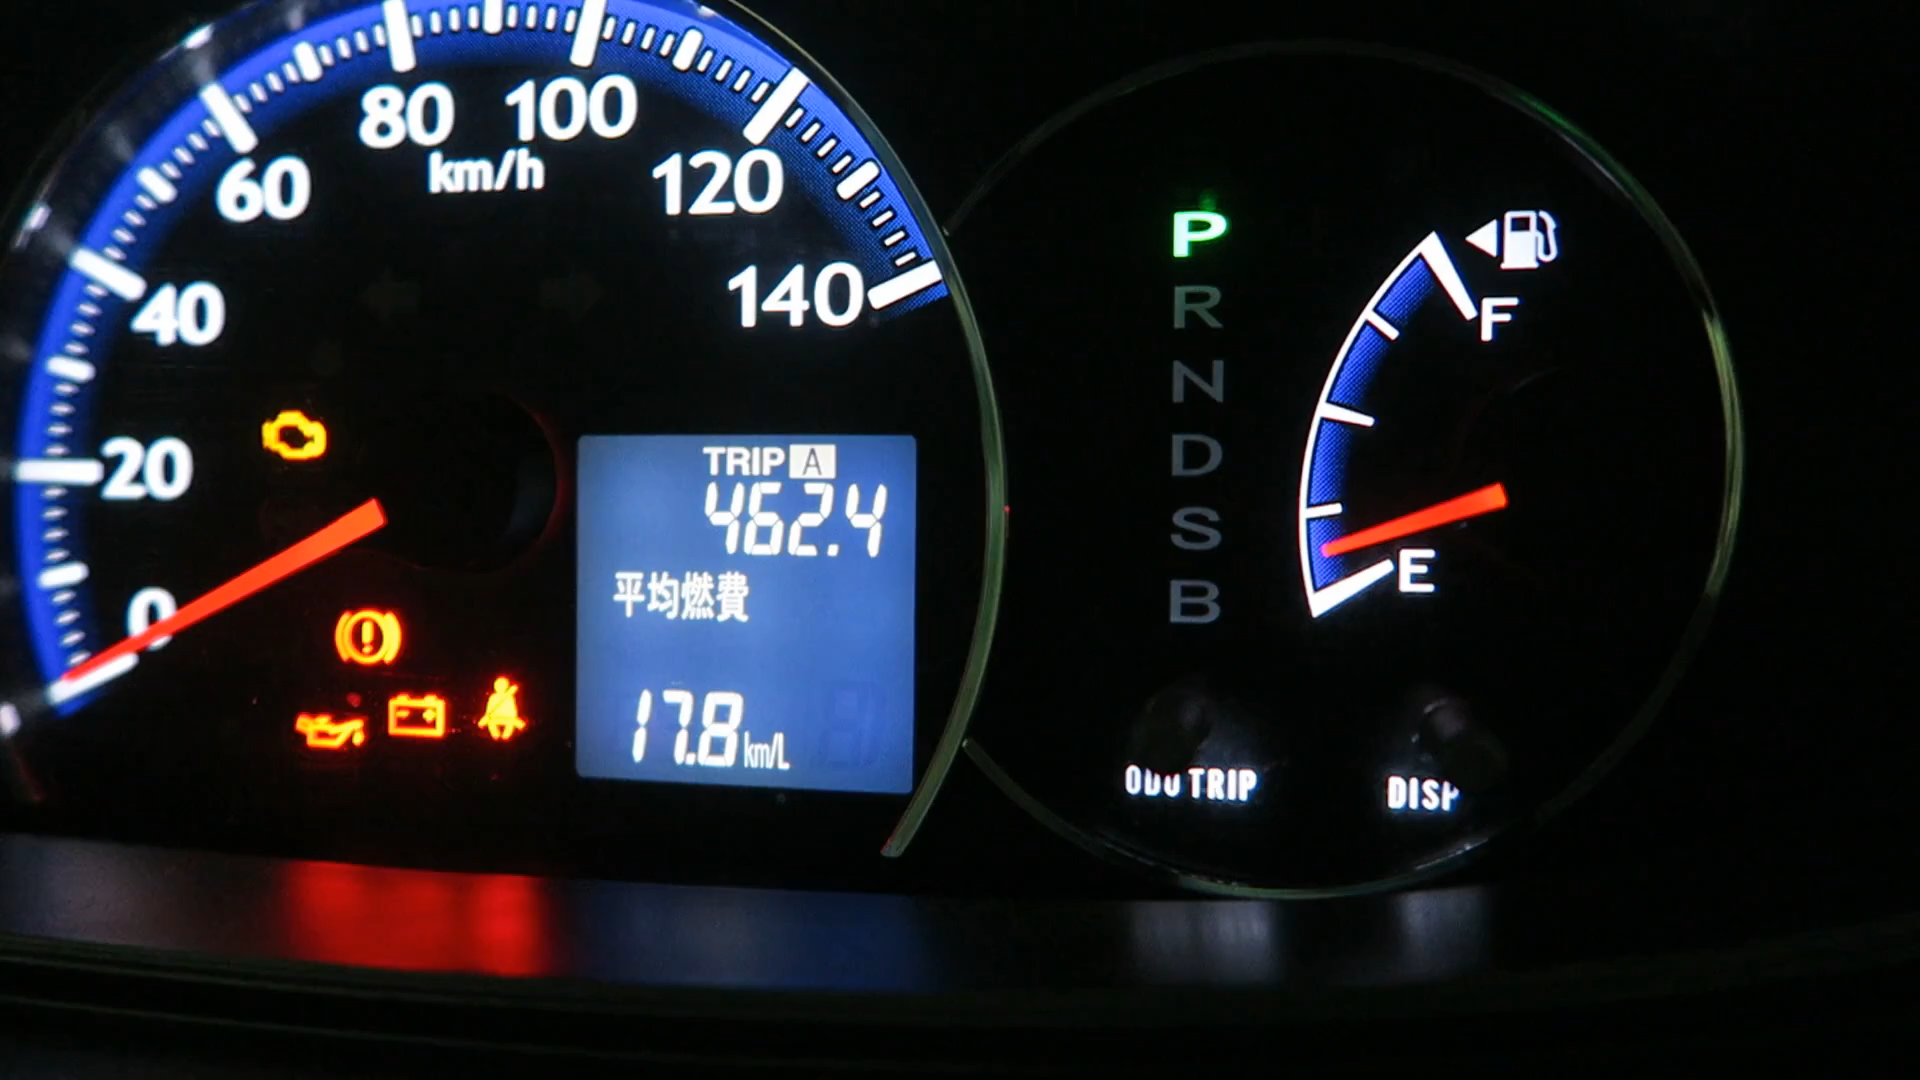 80 100
km/h
60 120
40 140
20
0
TRIP A
462.4
平均燃費
17.8 km/L
P
R
N
D
S
B
F
E
ODO TRIP
DISP